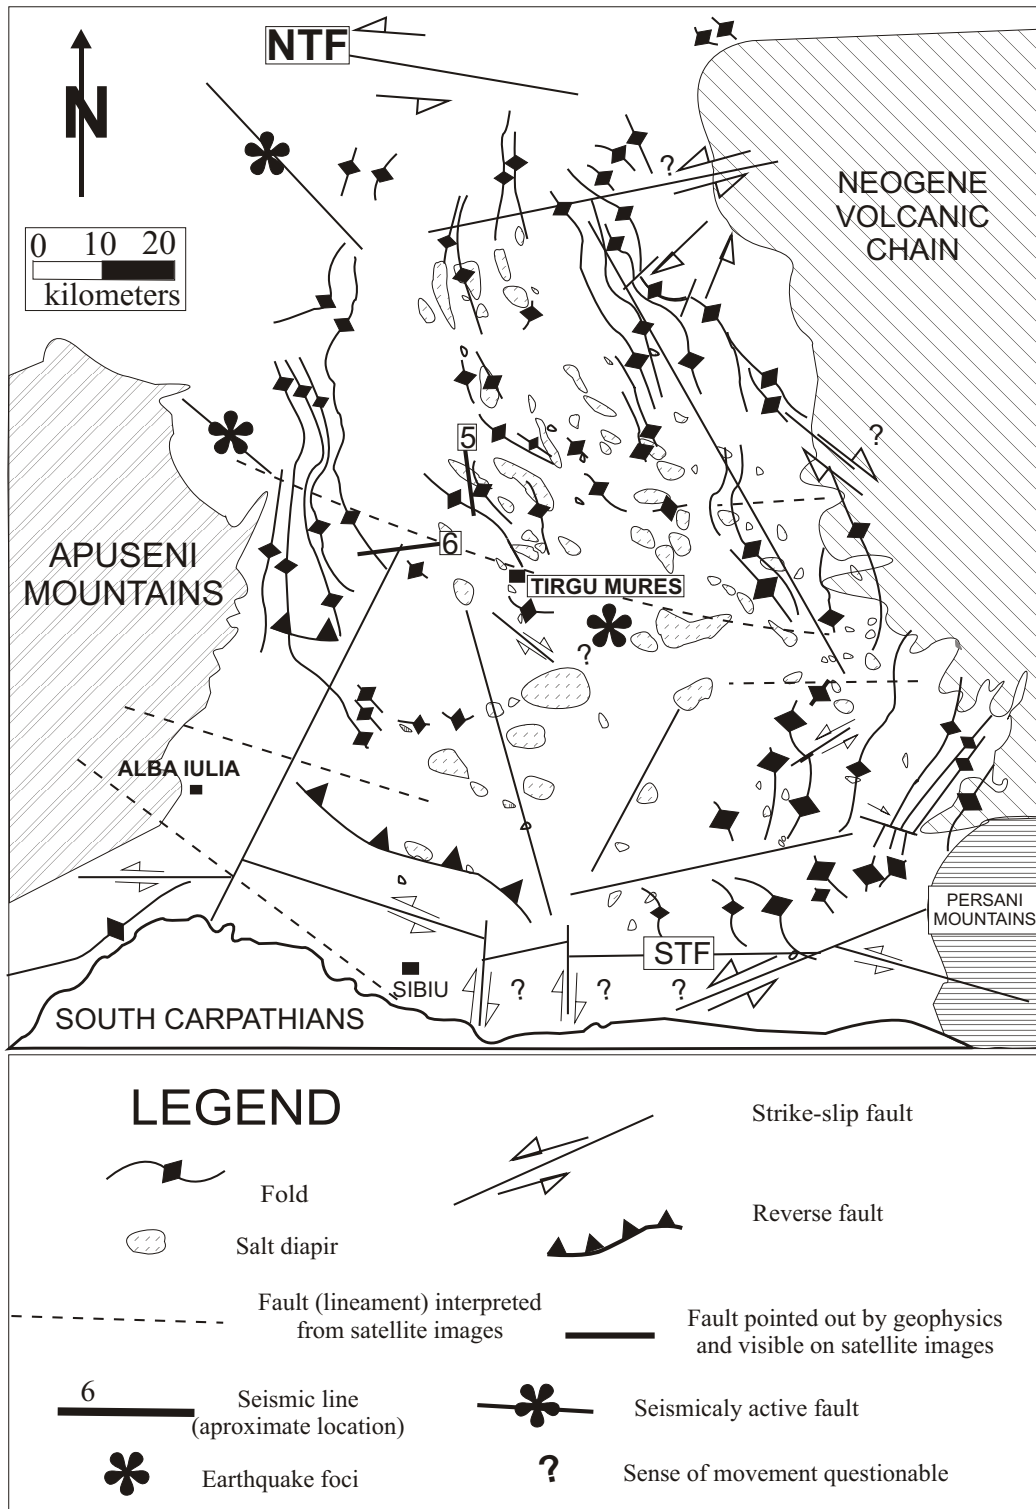 NTF
N
?
NEOGENE
VOLCANIC
CHAIN
0 10 20
kilometers
?
5
6
APUSENI
MOUNTAINS
TIRGU MURES
?
ALBA IULIA
PERSANI
MOUNTAINS
STF
SIBIU
?
?
?
SOUTH CARPATHIANS
LEGEND
Strike-slip fault
Fold
Reverse fault
Salt diapir
Fault (lineament) interpreted
from satellite images
Fault pointed out by geophysics
and visible on satellite images
6
Seismic line
(aproximate location)
Seismicaly active fault
Earthquake foci
?
Sense of movement questionable